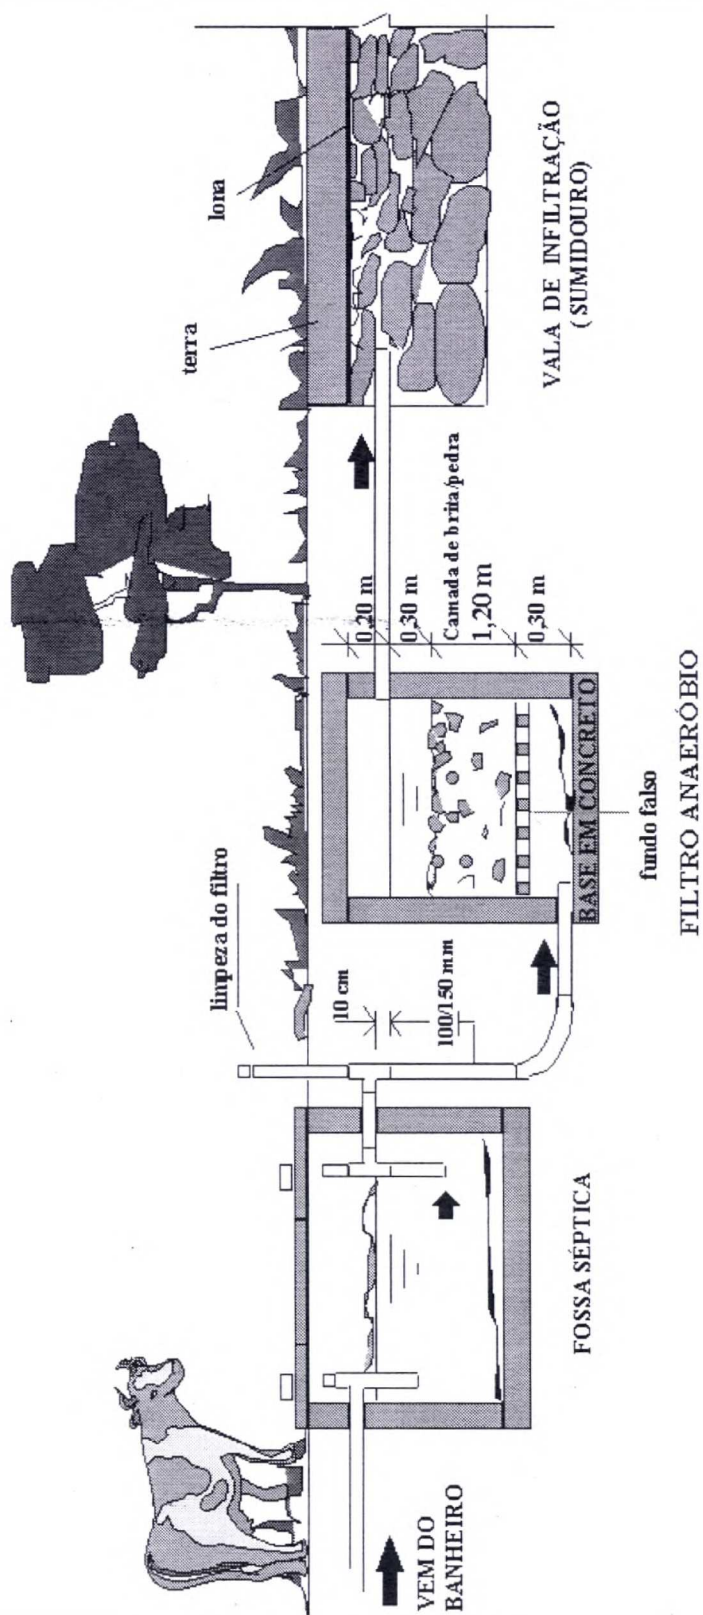 VEM DO
BANHEIRO
FOSSA SÉPTICA
limpeza do filtro
10 cm
100/150 mm
BASE EM CONCRETO
fundo falso
FILTRO ANAERÓBIO
0,20 m
0,30 m
Camada de brita/pedra
1,20 m
0,30 m
terra
lona
VALA DE INFILTRAÇÃO
( SUMIDOURO)